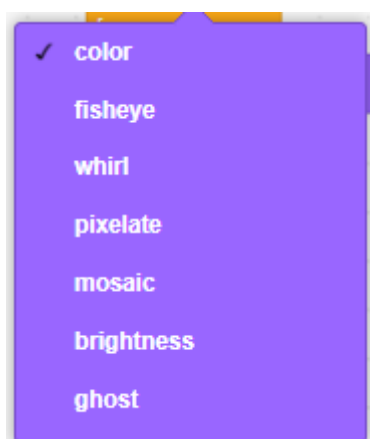 color
fisheye
whirl
pixelate
mosaic
brightness
ghost